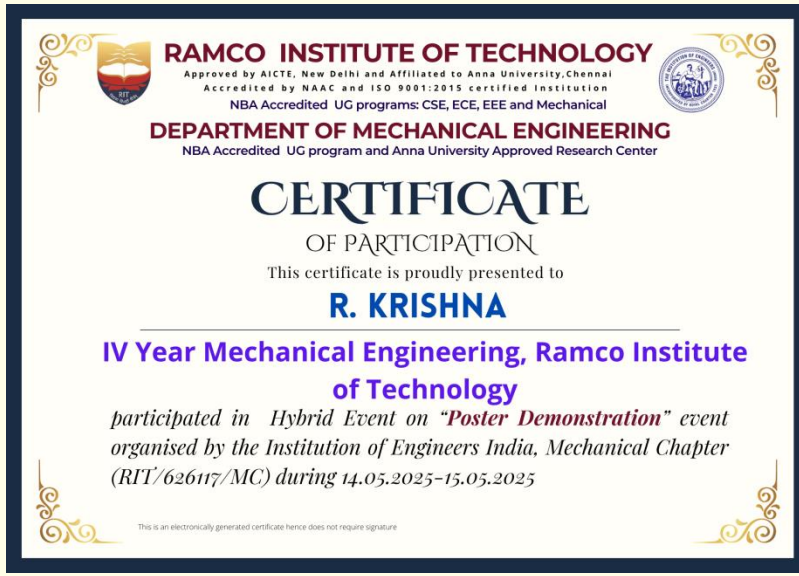 RAMCO INSTITUTE OF TECHNOLOGY
Approved by AICTE, New Delhi and Affiliated to Anna University,Chennai
Accredited by NAAC and ISO 9001:2015 certified Institution
NBA Accredited UG programs: CSE, ECE, EEE and Mechanical
RIT
DEPARTMENT OF MECHANICAL ENGINEERING
NBA Accredited UG program and Anna University Approved Research Center
CERTIFICATE
OF PARTICIPATION
This certificate is proudly presented to
R. KRISHNA
IV Year Mechanical Engineering, Ramco Institute
of Technology
participated in Hybrid Event on “Poster Demonstration” event
organised by the Institution of Engineers India, Mechanical Chapter
(RIT/626117/MC) during 14.05.2025-15.05.2025
This is an electronically generated certificate hence does not require signature